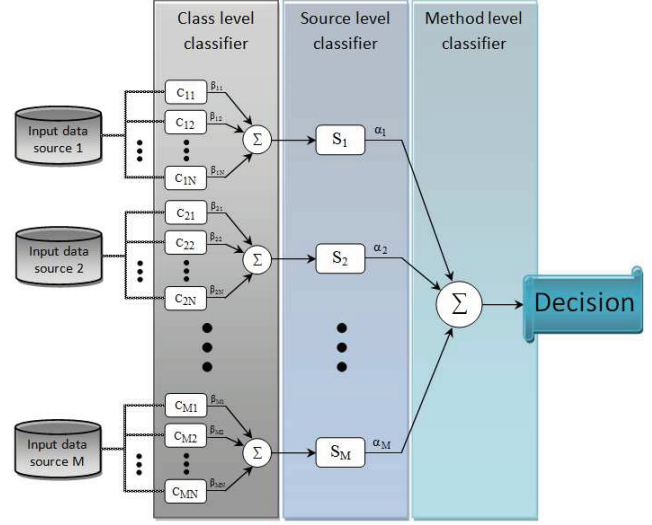 Class level
classifier
Source level
classifier
Method level
classifier
Input data
source 1
C11
β11
C12
β12
C1N
β1N
Σ
S1
α1
Input data
source 2
C21
β21
C22
β22
C2N
β2N
Σ
S2
α2
Σ
Decision
Input data
source M
CM1
βM1
CM2
βM2
CMN
βMN
Σ
SM
αM